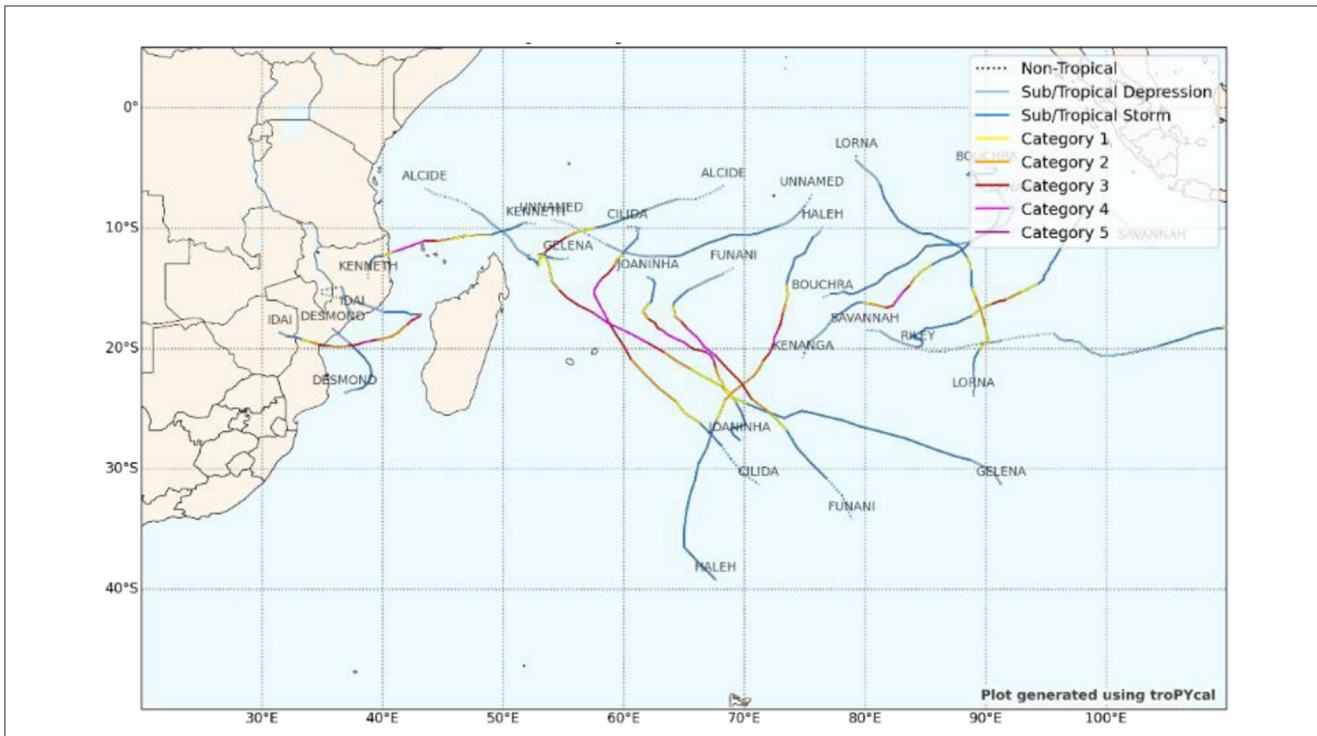 Non-Tropical
Sub/Tropical Depression
Sub/Tropical Storm
Category 1
Category 2
Category 3
Category 4
Category 5
0°
10°S
20°S
30°S
40°S
LORNA
BOUCHRA
ALCIDE
ALCIDE
UNNAMED
KENNETH
UNNAMED
CILIDA
HALEH
SAVANNAH
GELENA
FUNANI
KENNETH
JOANINHA
BOUCHRA
IDAI
IDAI
DESMOND
SAVANNAH
RILEY
KENANGA
DESMOND
LORNA
JOANINHA
CILIDA
GELENA
FUNANI
HALEH
Plot generated using troPYcal
30°E
40°E
50°E
60°E
70°E
80°E
90°E
100°E